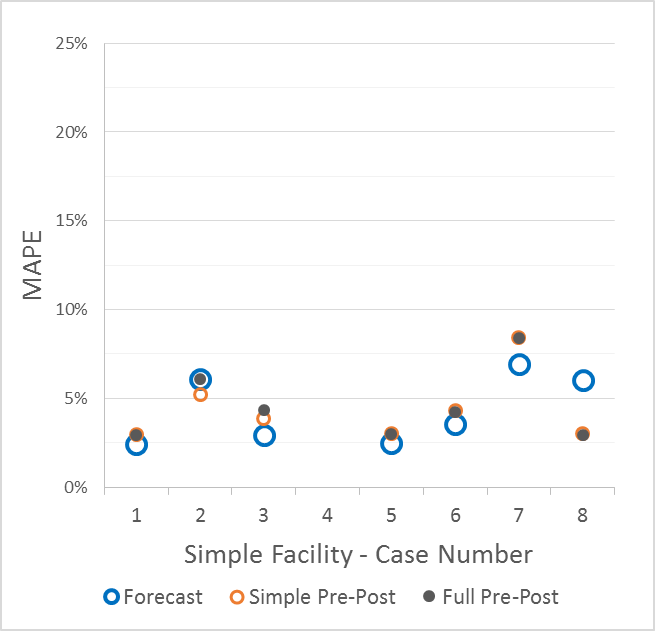 25%
20%
15%
10%
5%
0%
MAPE
1 2 3 4 5 6 7 8
Simple Facility - Case Number
Forecast Simple Pre-Post Full Pre-Post